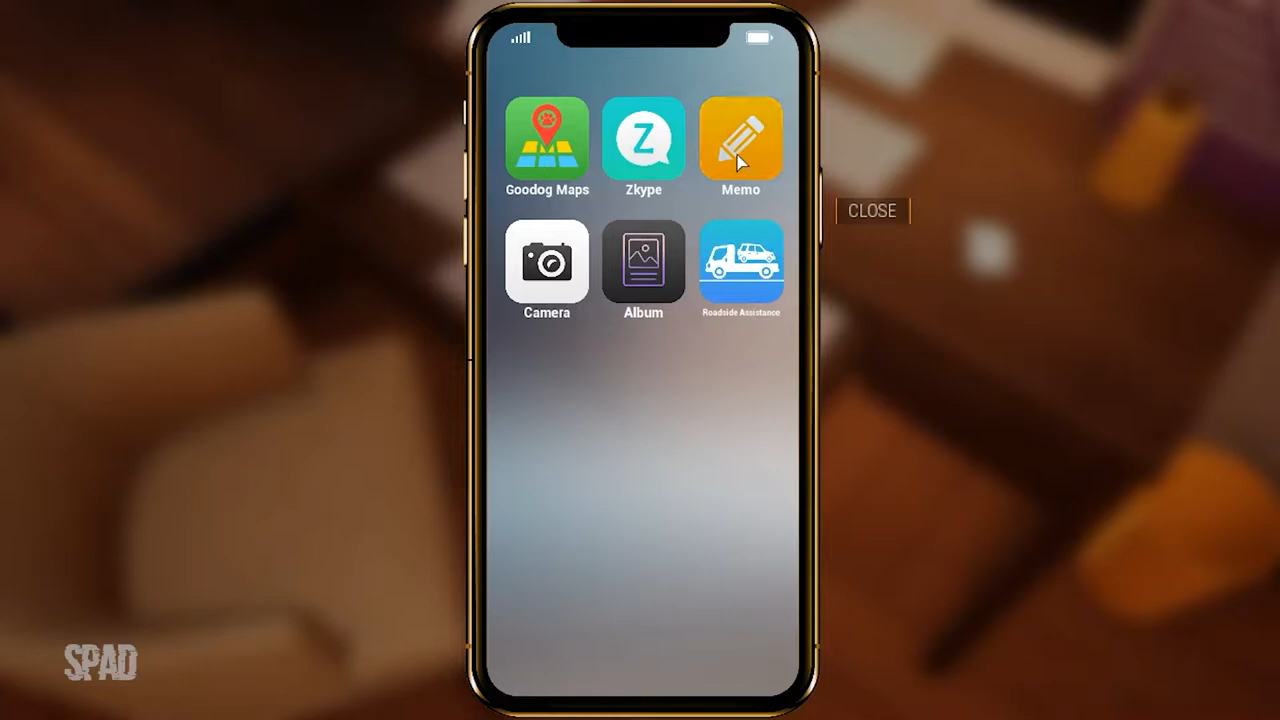 Goodog Maps
Z
Zkype
Memo
CLOSE
Camera
Album
Roadside Assistance
SPAD